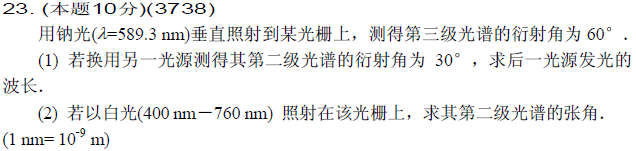 23. (本题10分)(3738)
用钠光(λ=589.3 nm)垂直照射到某光栅上，测得第三级光谱的衍射角为 60°．
(1) 若换用另一光源测得其第二级光谱的衍射角为 30°，求后一光源发光的
波长．
(2) 若以白光(400 nm－760 nm) 照射在该光栅上，求其第二级光谱的张角．
(1 nm= 10⁻⁹ m)